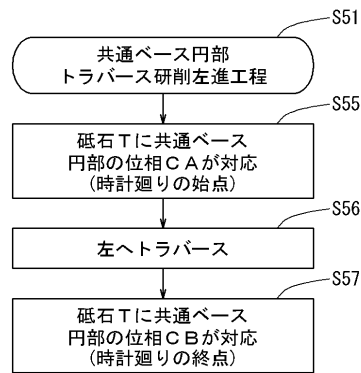 S51
共通ベース円部
トラバース研削左進工程
S55
砥石Tに共通ベース
円部の位相CAが対応
(時計廻りの始点)
S56
左へトラバース
S57
砥石Tに共通ベース
円部の位相CBが対応
(時計廻りの終点)